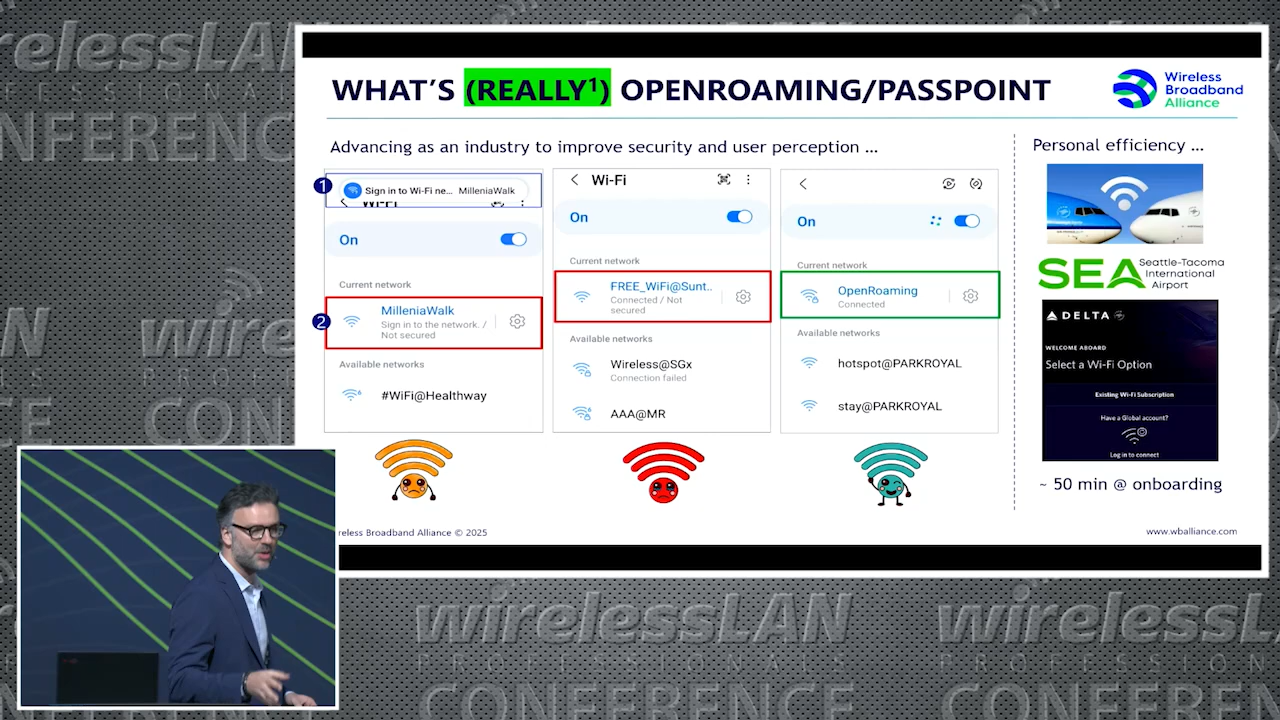 WHAT'S (REALLY¹) OPENROAMING/PASSPOINT
Wireless
Broadband
Alliance
Advancing as an industry to improve security and user perception ...
Personal efficiency ...
1
Sign in to Wi-Fi ne... MilleniaWalk
Wi-Fi
On
Current network
2
MilleniaWalk
Sign in to the network. /
Not secured
Available networks
#WiFi@Healthway
Wi-Fi
On
Current network
FREE_WiFi@Sunt..
Connected / Not
secured
Available networks
Wireless@SGx
Connection failed
AAA@MR
On
Current network
OpenRoaming
Connected
Available networks
hotspot@PARKROYAL
stay@PARKROYAL
SEA Seattle-Tacoma
International
Airport
DELTA
WELCOME ABOARD
Select a Wi-Fi Option
Existing Wi-Fi Subscription
Have a Global account?
Log in to connect
~ 50 min @ onboarding
reless Broadband Alliance © 2025
www.wballiance.com
wirelessLAN
PROFESSIONALS
CONFERENCE